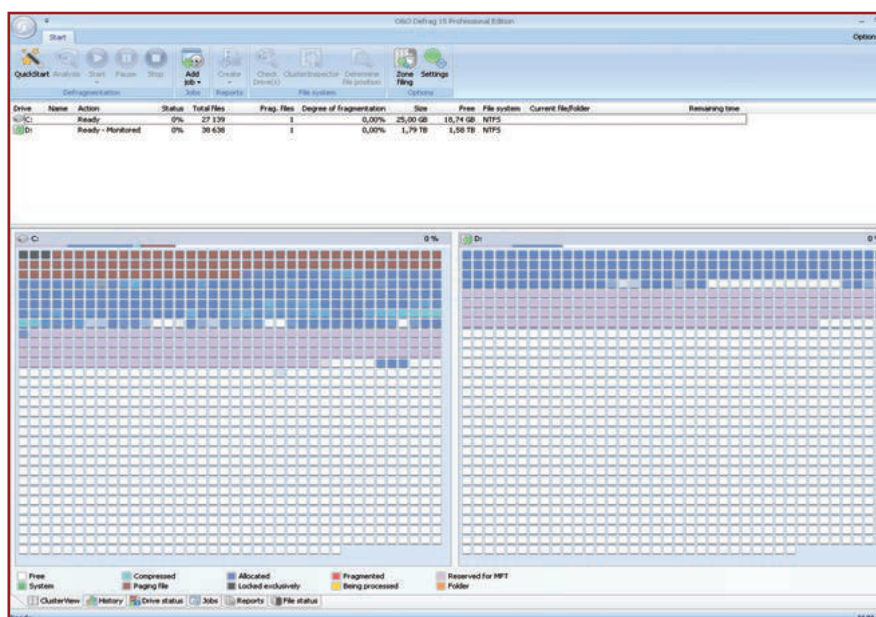 O&O Defrag 15 Professional Edition
Start
Option
QuickStart Analysis Start Pause Stop Add job Create Check Drive(s) ClusterInspector Determine file position Zone filing Settings
Defragmentation Jobs Reports File system Options
Drive Name Action Status Total files Prag. files Degree of fragmentation Size Free File system Current file/folder Remaining time
C: Ready 0% 27 139 1 0,00% 25,00 GB 18,74 GB NTFS
D: Ready - Monitored 0% 38 638 1 0,00% 1,79 TB 1,58 TB NTFS
C: 0 % D: 0
Free Compressed Allocated Fragmented Reserved for MFT
System Paging file Locked exclusively Being processed Folder
ClusterView History Drive status Jobs Reports File status